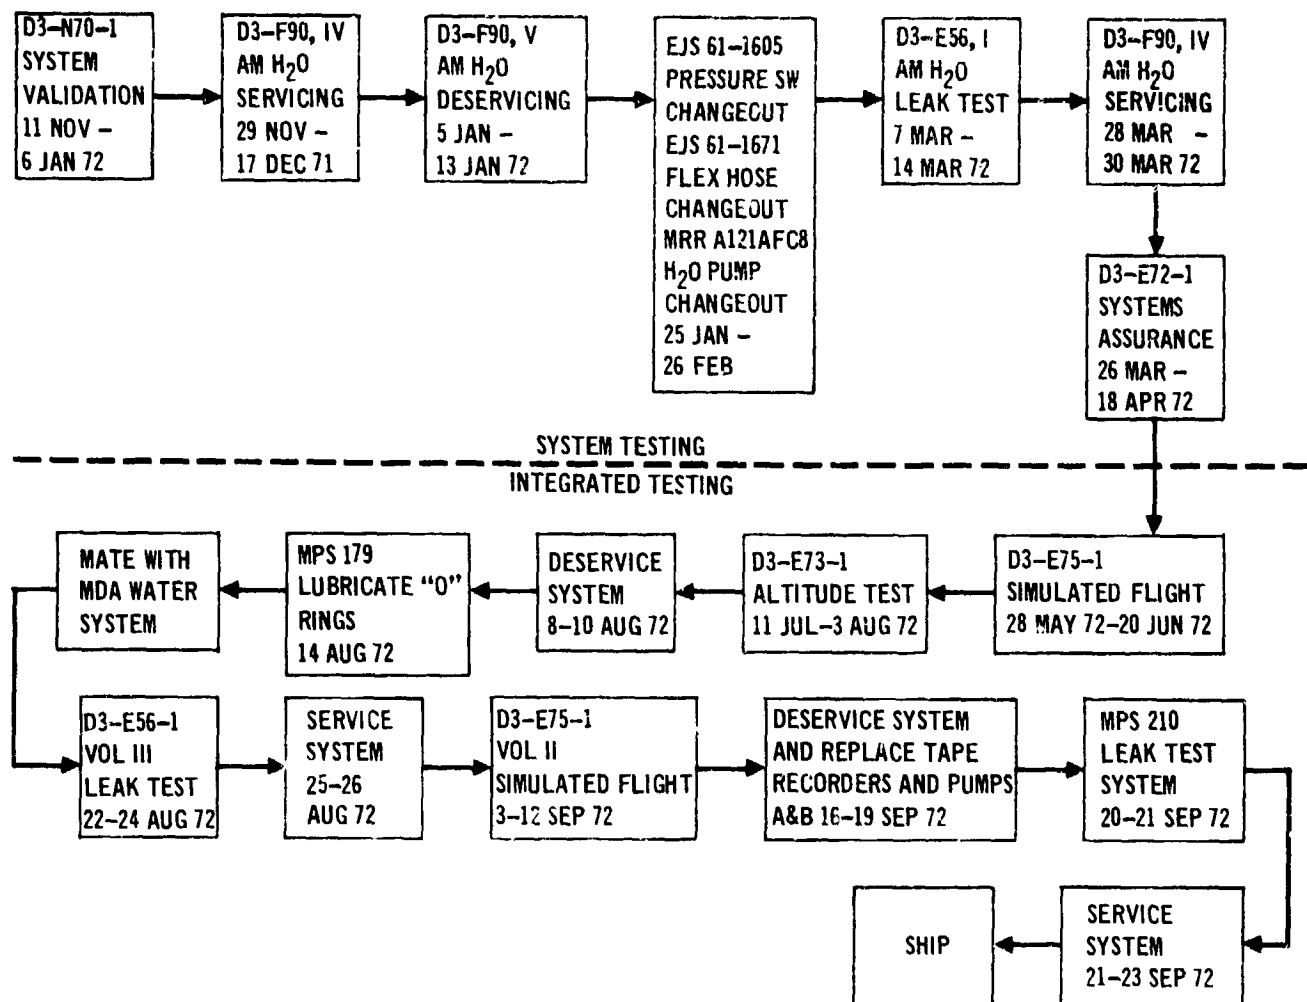 D3-N70-1
SYSTEM
VALIDATION
11 NOV -
6 JAN 72
D3-F90, IV
AM H2O
SERVICING
29 NOV -
17 DEC 71
D3-F90, V
AM H2O
DESERVICING
5 JAN -
13 JAN 72
EJS 61-1605
PRESSURE SW
CHANGEOUT
EJS 61-1671
FLEX HOSE
CHANGEOUT
MRR A121AFC8
H2O PUMP
CHANGEOUT
25 JAN -
26 FEB
D3-E56, I
AM H2O
LEAK TEST
7 MAR -
14 MAR 72
D3-F90, IV
AM H2O
SERVICING
28 MAR -
30 MAR 72
D3-E72-1
SYSTEMS
ASSURANCE
26 MAR -
18 APR 72
SYSTEM TESTING
INTEGRATED TESTING
D3-E75-1
SIMULATED FLIGHT
28 MAY 72-20 JUN 72
D3-E73-1
ALTITUDE TEST
11 JUL-3 AUG 72
DESERVICE
SYSTEM
8-10 AUG 72
MPS 179
LUBRICATE "O"
RINGS
14 AUG 72
MATE WITH
MDA WATER
SYSTEM
D3-E56-1
VOL III
LEAK TEST
22-24 AUG 72
SERVICE
SYSTEM
25-26
AUG 72
D3-E75-1
VOL II
SIMULATED FLIGHT
3-12 SEP 72
DESERVICE SYSTEM
AND REPLACE TAPE
RECORDERS AND PUMPS
A&B 16-19 SEP 72
MPS 210
LEAK TEST
SYSTEM
20-21 SEP 72
SERVICE
SYSTEM
21-23 SEP 72
SHIP